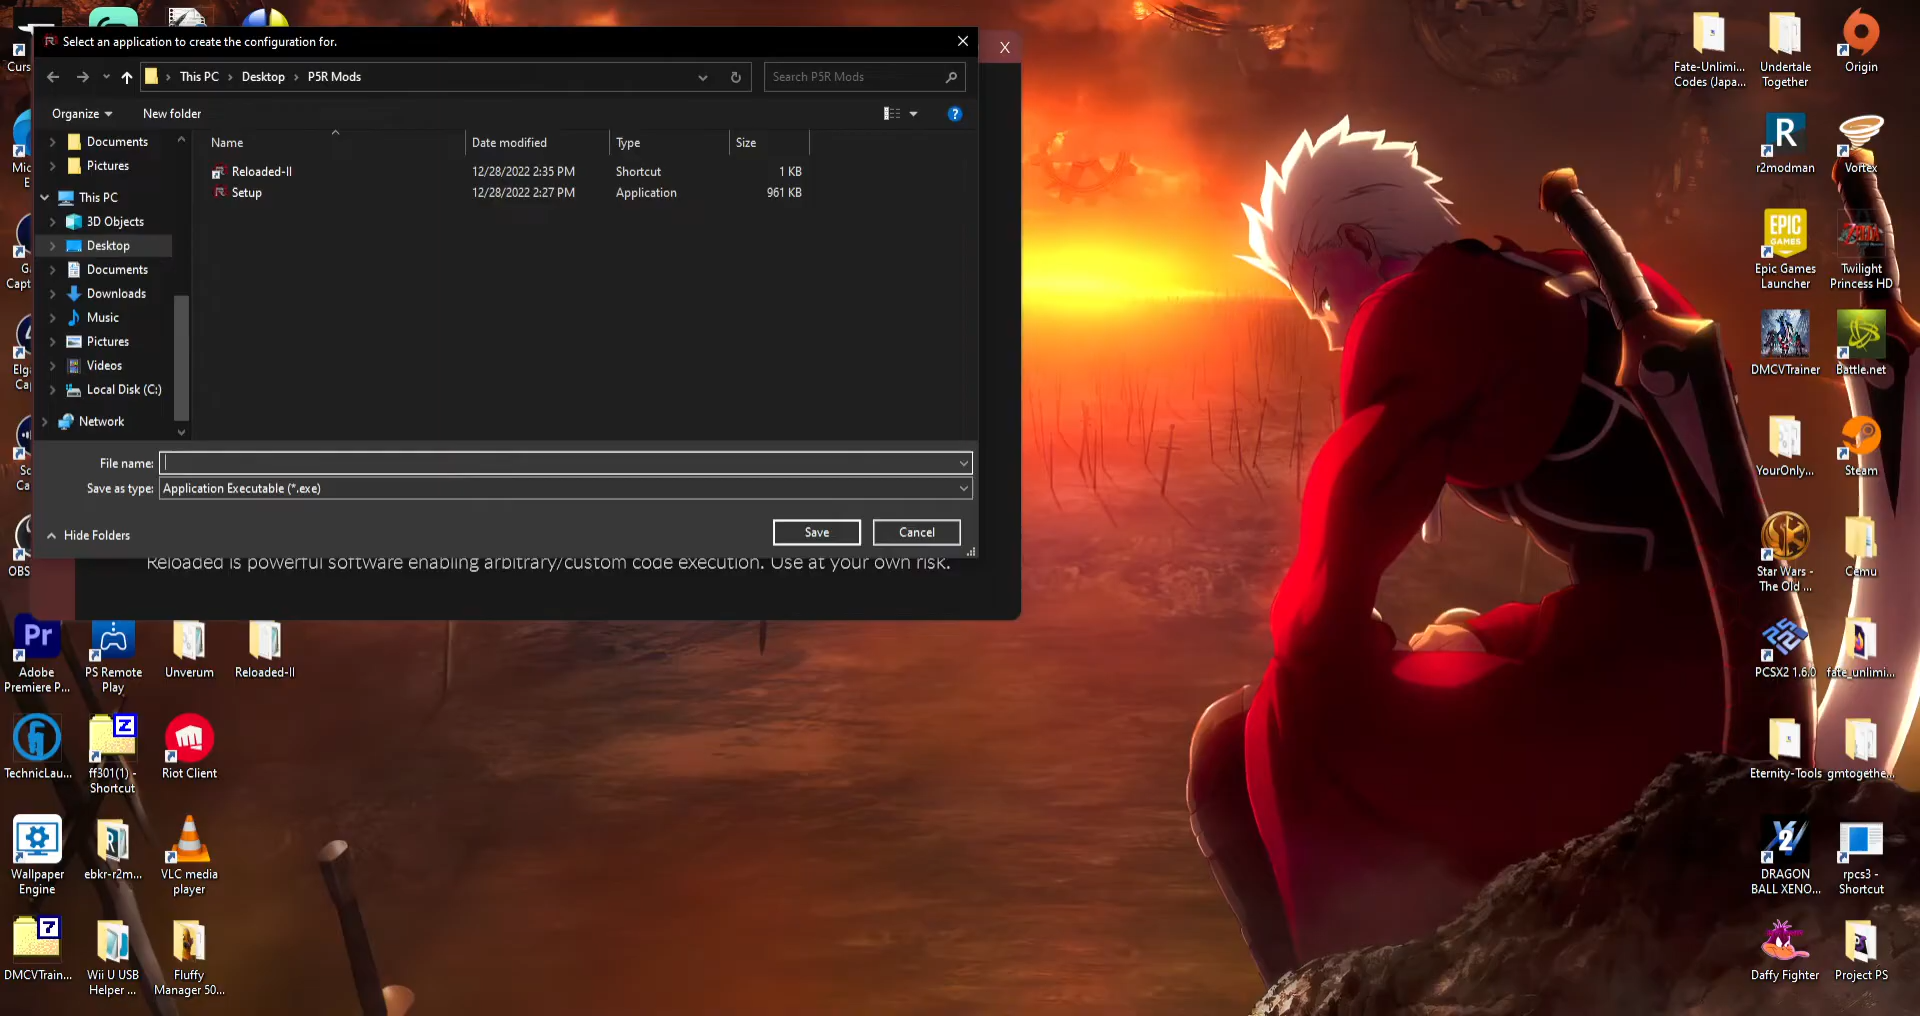 Select an application to create the configuration for.
X
This PC
Desktop
P5R Mods
Search P5R Mods
Organize
New folder
Name
Date modified
Type
Size
Reloaded-II
12/28/2022 2:35 PM
Shortcut
1 KB
Setup
12/28/2022 2:27 PM
Application
961 KB
Documents
Pictures
This PC
3D Objects
Desktop
Documents
Downloads
Music
Pictures
Videos
Local Disk (C:)
Network
File name:
Save as type:
Application Executable (*.exe)
Hide Folders
Save
Cancel
Reloaded is powerful software enabling arbitrary/custom code execution. Use at your own risk.
Curs
Mic
E
G
Capt
Elg
Ca
Sc
Ca
OBS
Adobe
Premiere P...
PS Remote
Play
Unverum
Reloaded-II
TechnicLau...
ff301(1) -
Shortcut
Riot Client
Wallpaper
Engine
ebkr-r2m...
VLC media
player
DMCVTrain...
Wii U USB
Helper ...
Fluffy
Manager 50...
Fate-Unlimi...
Codes (Japa...
Undertale
Together
Origin
r2modman
Vortex
EPIC
GAMES
Epic Games
Launcher
Twilight
Princess HD
DMCVTrainer
Battle.net
YourOnly...
Steam
Star Wars -
The Old ...
Cemu
PCSX2 1.6.0
fate_unlimi...
Eternity-Tools
gmtogethe...
DRAGON
BALL XENO...
rpcs3 -
Shortcut
Daffy Fighter
Project PS